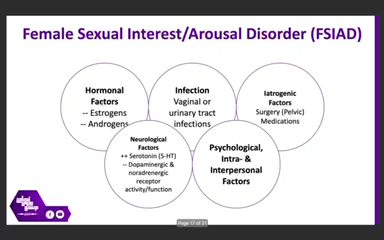 Female Sexual Interest/Arousal Disorder (FSIAD)
Hormonal
Factors
-- Estrogens
-- Androgens
Infection
Vaginal or
urinary tract
infections
Iatrogenic
Factors
Surgery (Pelvic)
Medications
Neurological
Factors
++ Serotonin (5-HT)
-- Dopaminergic &
noradrenergic
receptor
activity/function
Psychological,
Intra- &
Interpersonal
Factors
Page 17 of 21